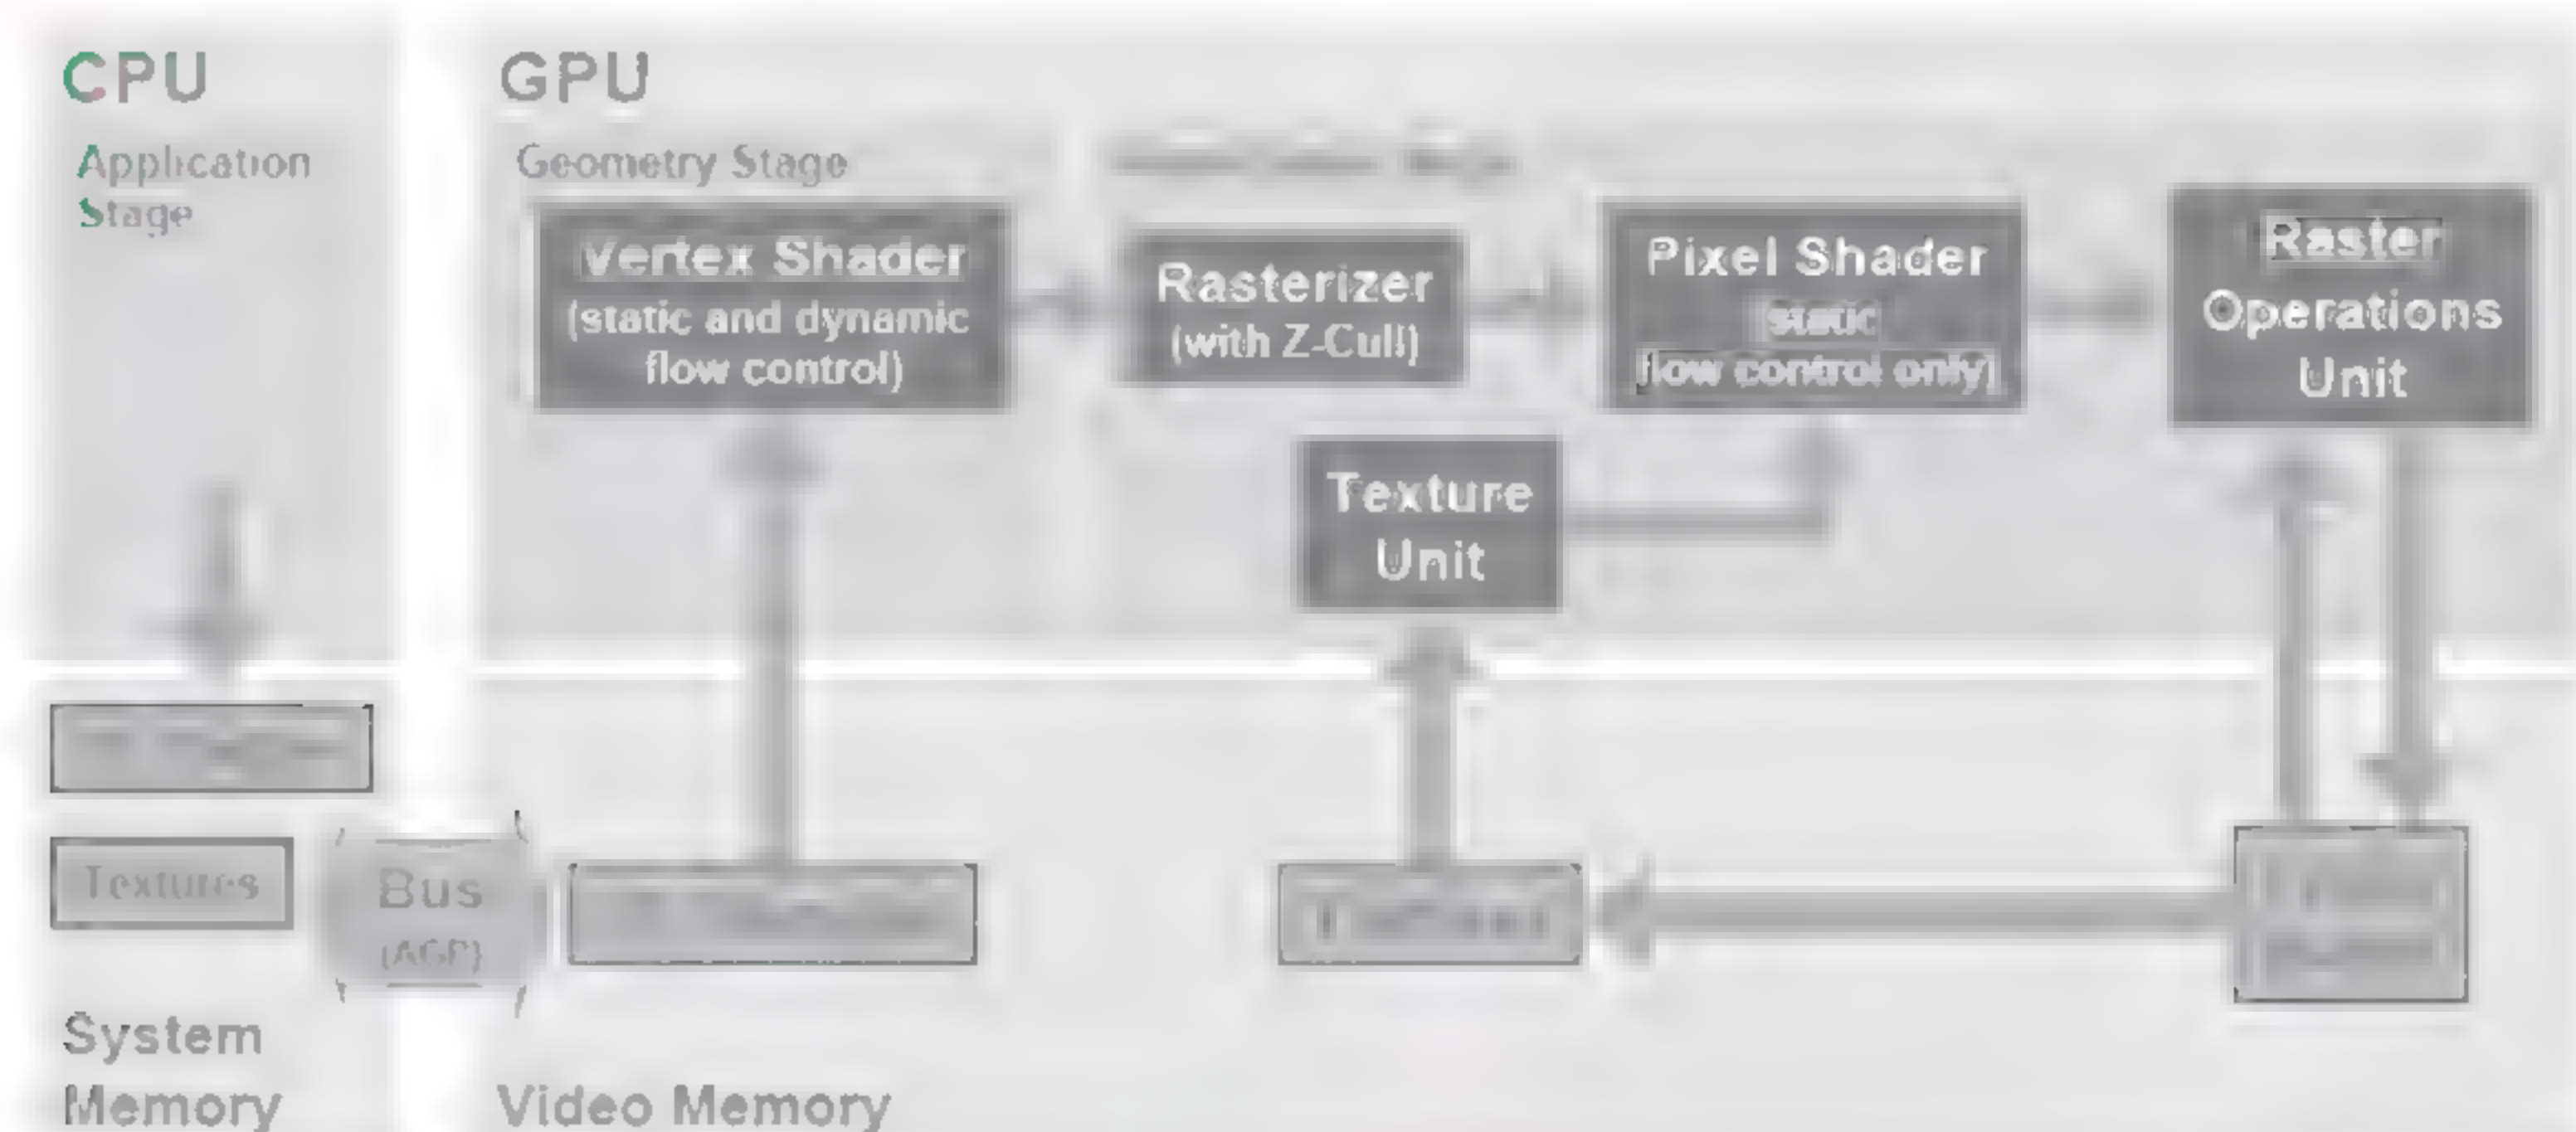 CPU
Application
Stage
GPU
Geometry Stage
Vertex Shader
(static and dynamic
flow control)
Rasterizer
(with Z-Cull)
Pixel Shader
static
flow control only)
Raster
Operations
Unit
Texture
Unit
Textures
Bus
(AGP)
System
Memory
Video Memory